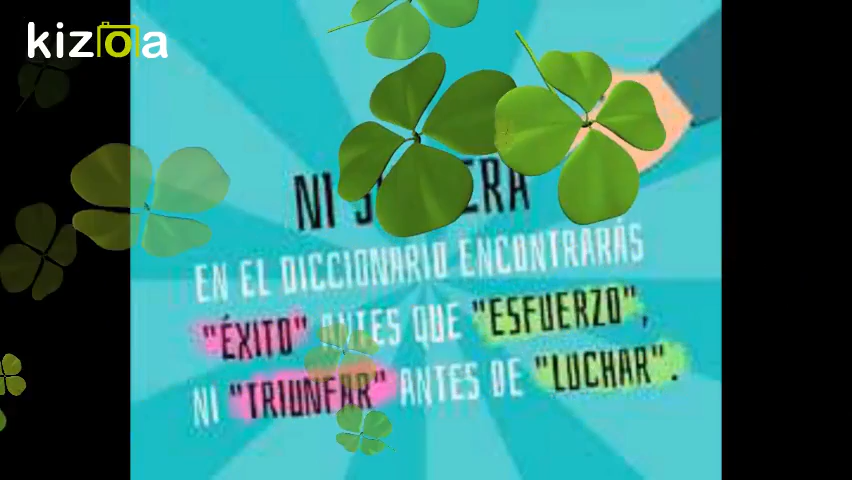 kizoa
NI
EN EL DICCIONARIO ENCONTRARÁS
"ÉXITO" ANTES QUE "ESFUERZO",
NI "TRIUNFAR" ANTES DE "LUCHAR".